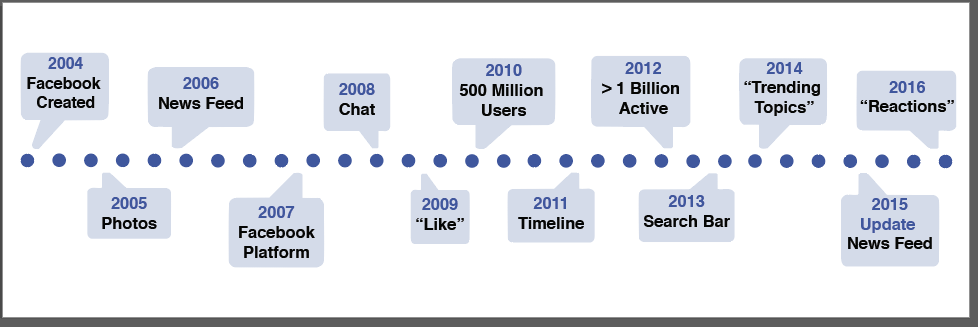 2004
Facebook
Created
2005
Photos
2006
News Feed
2007
Facebook
Platform
2008
Chat
2009
“Like”
2010
500 Million
Users
2011
Timeline
2012
> 1 Billion
Active
2013
Search Bar
2014
“Trending
Topics”
2015
Update
News Feed
2016
“Reactions”